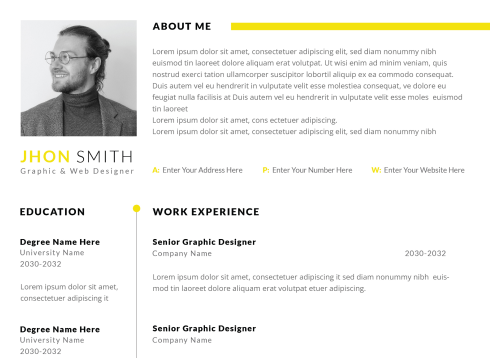 ABOUT ME
Lorem ipsum dolor sit amet, consectetuer adipiscing elit, sed diam nonummy nibh
euismod tin laoreet dolore aliquam erat volutpat. Ut wisi enim ad minim veniam, quis
nostrud exerci tation ullamcorper suscipitor lobortil aliquip ex ea commodo consequat.
Duis autem vel eu hendrerit in vulputate velit esse molestiea consequat, ve dolore eu
feugiat nulla facilisis at Duis autem vel eu hendrerit in vulputate velit esse moles euismod
tin laoreet
Lorem ipsum dolor sit amet, cons ectetuer adipiscing.
Lorem ipsum dolor sit amet, consectetuer adipiscing elit, sed diam nonummy nibh
JHON SMITH
Graphic & Web Designer
A: Enter Your Address Here P: Enter Your Number Here W: Enter Your Website Here
EDUCATION
Degree Name Here
University Name
2030-2032
Lorem ipsum dolor sit amet,
consectetuer adipiscing it
Degree Name Here
University Name
2030-2032
WORK EXPERIENCE
Senior Graphic Designer
Company Name 2030-2032
Lorem ipsum dolor sit amet, consectetuer adipiscing it sed diam nonummy nibh euis-
mod tin laoreet dolore aliquam erat volutpat etuer adipiscing.
Senior Graphic Designer
Company Name